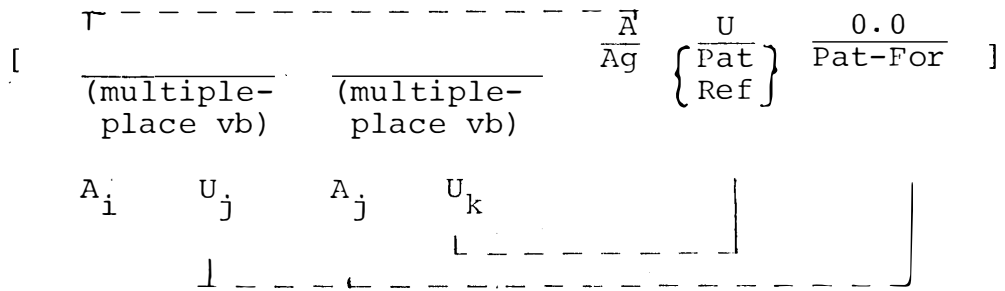 A U 0.0
[ Ag { Pat } Pat-For ]
(multiple- (multiple- Ref
place vb) place vb)
A_i U_j A_j U_k